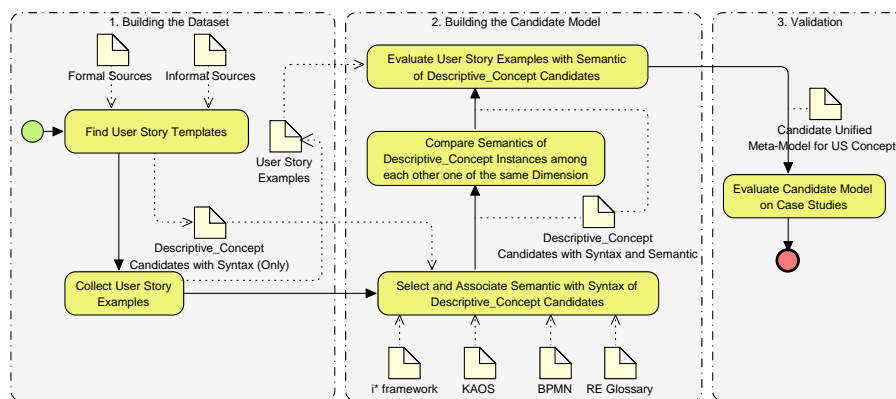 1. Building the Dataset
Formal Sources
Informal Sources
Find User Story Templates
User Story
Examples
Descriptive_Concept
Candidates with Syntax (Only)
Collect User Story
Examples
2. Building the Candidate Model
Evaluate User Story Examples with Semantic
of Descriptive_Concept Candidates
Compare Semantics of
Descriptive_Concept Instances among
each other one of the same Dimension
Descriptive_Concept
Candidates with Syntax and Semantic
Select and Associate Semantic with Syntax of
Descriptive_Concept Candidates
i* framework
KAOS
BPMN
RE Glossary
3. Validation
Candidate Unified
Meta-Model for US Concept
Evaluate Candidate Model
on Case Studies